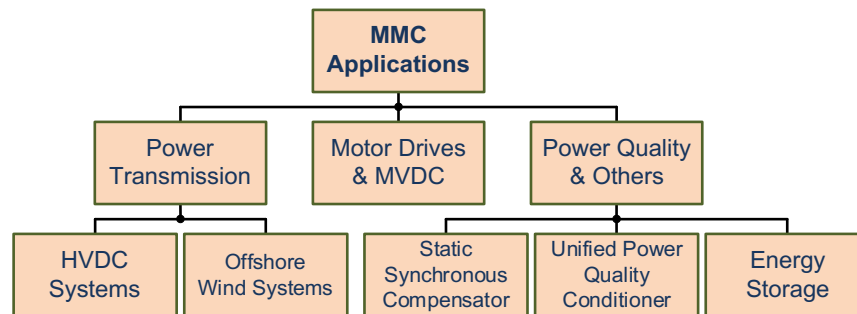 MMC
Applications
Power
Transmission
Motor Drives
& MVDC
Power Quality
& Others
HVDC
Systems
Offshore
Wind Systems
Static
Synchronous
Compensator
Unified Power
Quality
Conditioner
Energy
Storage